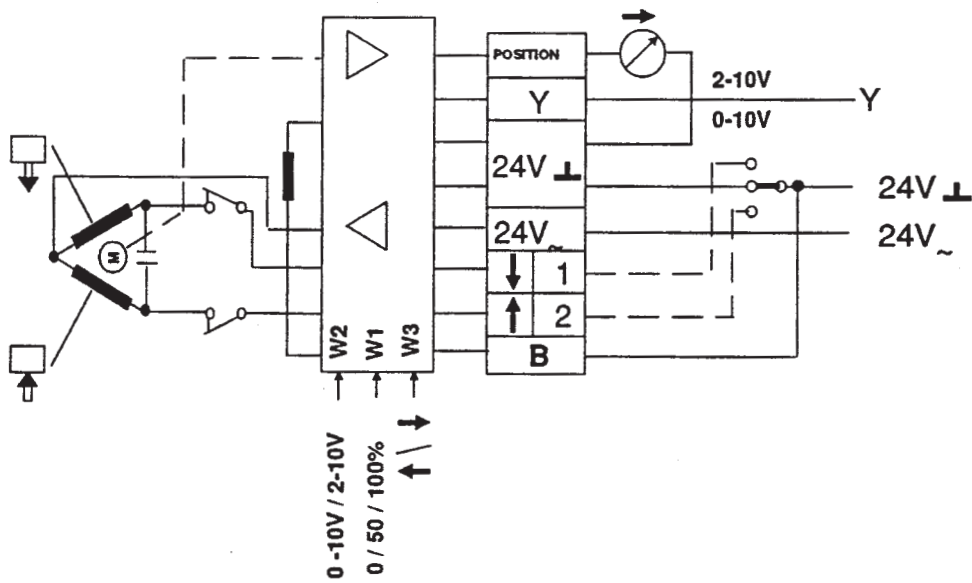 POSITION
Y
2-10V
0-10V
Y
24V ⊥
24V ⊥
24V~
24V~
M
1
2
B
W2 W1 W3
0-10V / 2-10V
0 / 50 / 100%